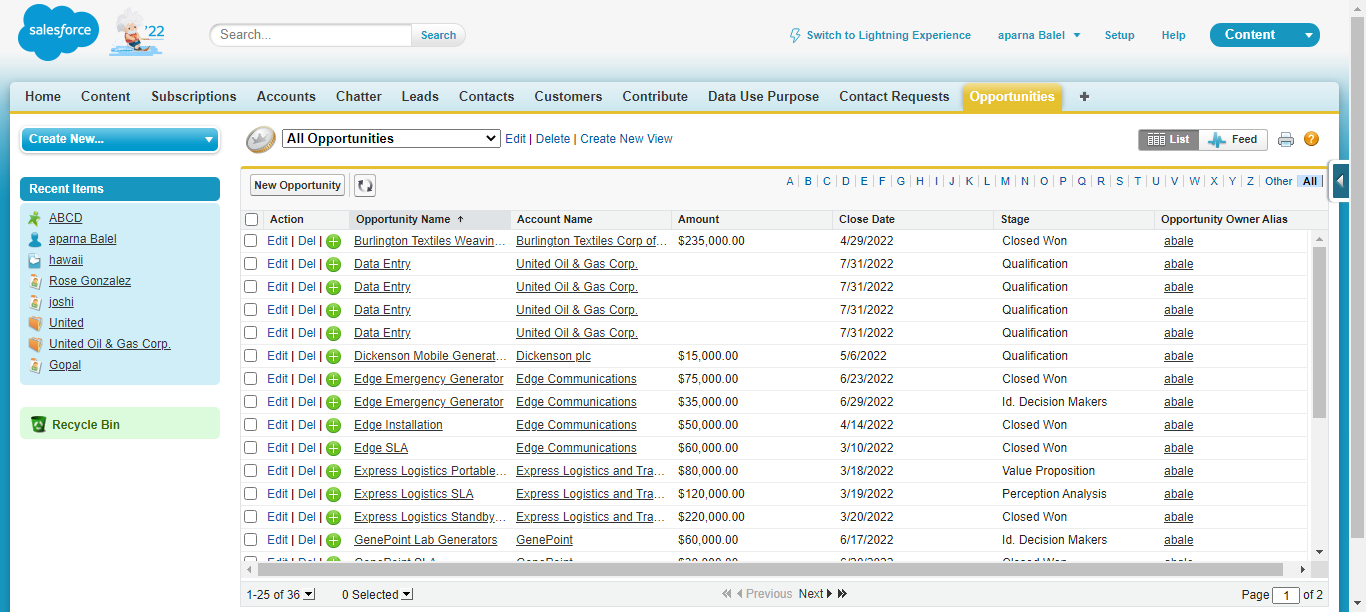 salesforce '22 Search... Search Switch to Lightning Experience aparna Balel Setup Help Content
Home Content Subscriptions Accounts Chatter Leads Contacts Customers Contribute Data Use Purpose Contact Requests Opportunities +
Create New...
Recent Items
ABCD
aparna Balel
hawaii
Rose Gonzalez
joshi
United
United Oil & Gas Corp.
Gopal
Recycle Bin
All Opportunities Edit | Delete | Create New View List Feed ?
New Opportunity A | B | C | D | E | F | G | H | I | J | K | L | M | N | O | P | Q | R | S | T | U | V | W | X | Y | Z | Other | All |
Action Opportunity Name Account Name Amount Close Date Stage Opportunity Owner Alias
Edit | Del | Burlington Textiles Weavin... Burlington Textiles Corp of... $235,000.00 4/29/2022 Closed Won abale
Edit | Del | Data Entry United Oil & Gas Corp. 7/31/2022 Qualification abale
Edit | Del | Data Entry United Oil & Gas Corp. 7/31/2022 Qualification abale
Edit | Del | Data Entry United Oil & Gas Corp. 7/31/2022 Qualification abale
Edit | Del | Data Entry United Oil & Gas Corp. 7/31/2022 Qualification abale
Edit | Del | Dickenson Mobile Generat... Dickenson plc $15,000.00 5/6/2022 Qualification abale
Edit | Del | Edge Emergency Generator Edge Communications $75,000.00 6/23/2022 Closed Won abale
Edit | Del | Edge Emergency Generator Edge Communications $35,000.00 6/29/2022 Id. Decision Makers abale
Edit | Del | Edge Installation Edge Communications $50,000.00 4/14/2022 Closed Won abale
Edit | Del | Edge SLA Edge Communications $60,000.00 3/10/2022 Closed Won abale
Edit | Del | Express Logistics Portable... Express Logistics and Tra... $80,000.00 3/18/2022 Value Proposition abale
Edit | Del | Express Logistics SLA Express Logistics and Tra... $120,000.00 3/19/2022 Perception Analysis abale
Edit | Del | Express Logistics Standby... Express Logistics and Tra... $220,000.00 3/20/2022 Closed Won abale
Edit | Del | GenePoint Lab Generators GenePoint $60,000.00 6/17/2022 Id. Decision Makers abale
1-25 of 36 0 Selected Previous Next Page 1 of 2